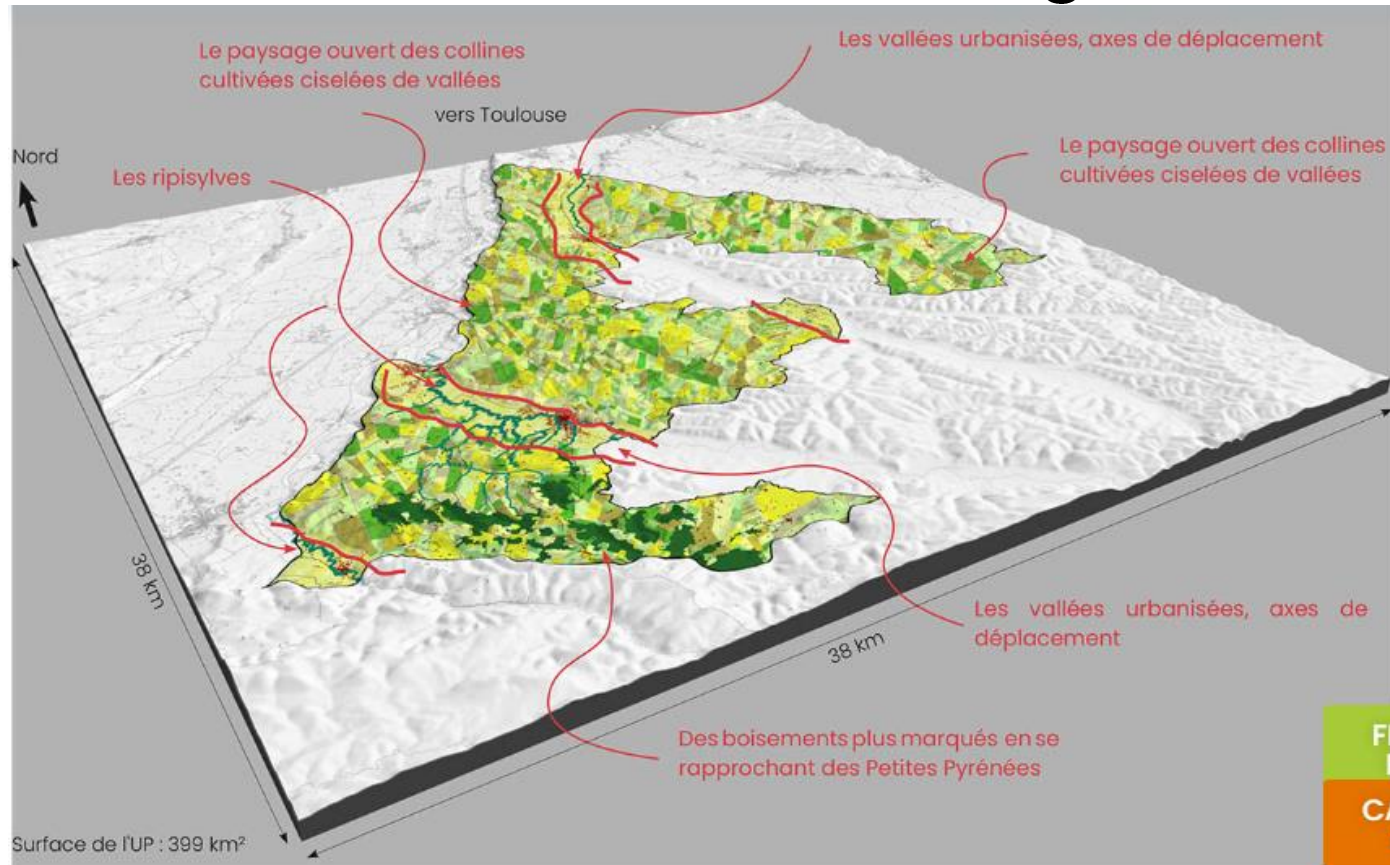 Le paysage ouvert des collines
cultivées ciselées de vallées
Les vallées urbanisées, axes de déplacement
vers Toulouse
Nord
Le paysage ouvert des collines
cultivées ciselées de vallées
Les ripisylves
38 km
Les vallées urbanisées, axes de
déplacement
38 km
Des boisements plus marqués en se
rapprochant des Petites Pyrénées
Surface de l'UP : 399 km²